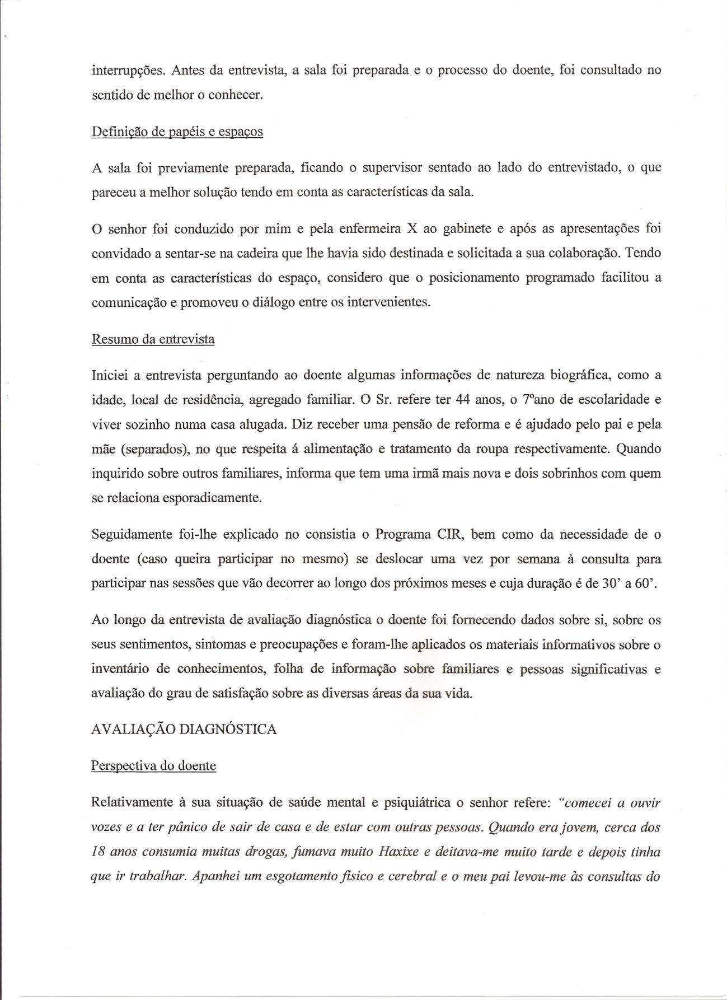 interrupções. Antes da entrevista, a sala foi preparada e o processo do doente, foi consultado no
sentido de melhor o conhecer.
Definição de papéis e espaços
A sala foi previamente preparada, ficando o supervisor sentado ao lado do entrevistado, o que
pareceu a melhor solução tendo em conta as características da sala.
O senhor foi conduzido por mim e pela enfermeira X ao gabinete e após as apresentações foi
convidado a sentar-se na cadeira que lhe havia sido destinada e solicitada a sua colaboração. Tendo
em conta as características do espaço, considero que o posicionamento programado facilitou a
comunicação e promoveu o diálogo entre os intervenientes.
Resumo da entrevista
Iniciei a entrevista perguntando ao doente algumas informações de natureza biográfica, como a
idade, local de residência, agregado familiar. O Sr. refere ter 44 anos, o 7ºano de escolaridade e
viver sozinho numa casa alugada. Diz receber uma pensão de reforma e é ajudado pelo pai e pela
mãe (separados), no que respeita á alimentação e tratamento da roupa respectivamente. Quando
inquirido sobre outros familiares, informa que tem uma irmã mais nova e dois sobrinhos com quem
se relaciona esporadicamente.
Seguidamente foi-lhe explicado no consistia o Programa CIR, bem como da necessidade de o
doente (caso queira participar no mesmo) se deslocar uma vez por semana à consulta para
participar nas sessões que vão decorrer ao longo dos próximos meses e cuja duração é de 30’ a 60’.
Ao longo da entrevista de avaliação diagnóstica o doente foi fornecendo dados sobre si, sobre os
seus sentimentos, sintomas e preocupações e foram-lhe aplicados os materiais informativos sobre o
inventário de conhecimentos, folha de informação sobre familiares e pessoas significativas e
avaliação do grau de satisfação sobre as diversas áreas da sua vida.
AVALIAÇÃO DIAGNÓSTICA
Perspectiva do doente
Relativamente à sua situação de saúde mental e psiquiátrica o senhor refere: “comecei a ouvir
vozes e a ter pânico de sair de casa e de estar com outras pessoas. Quando era jovem, cerca dos
18 anos consumia muitas drogas, fumava muito Haxixe e deitava-me muito tarde e depois tinha
que ir trabalhar. Apanhei um esgotamento físico e cerebral e o meu pai levou-me às consultas do